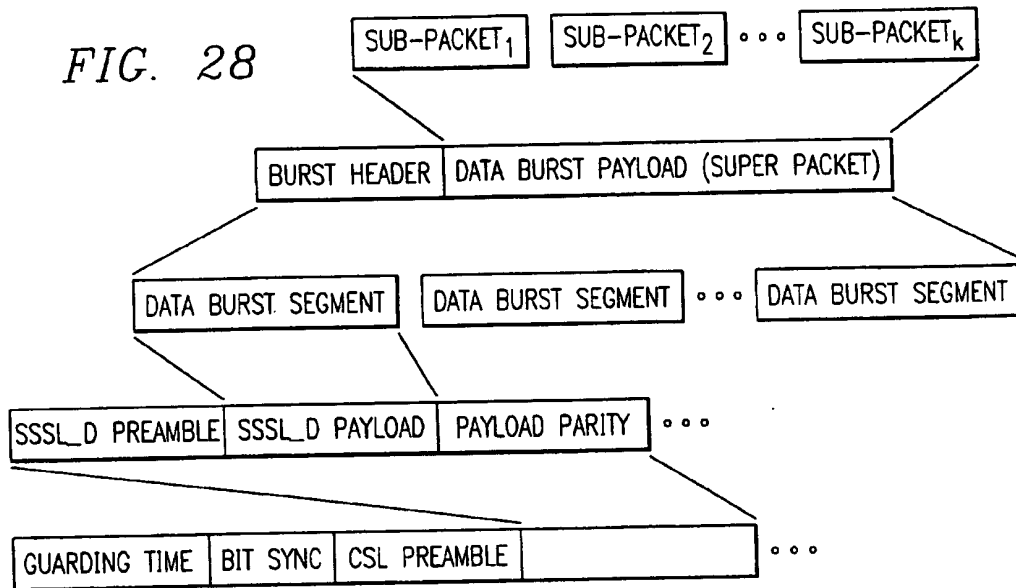 FIG. 28
SUB-PACKET1 SUB-PACKET2 ∘∘∘ SUB-PACKETk
BURST HEADER DATA BURST PAYLOAD (SUPER PACKET)
DATA BURST SEGMENT DATA BURST SEGMENT ∘∘∘ DATA BURST SEGMENT
SSSL_D PREAMBLE SSSL_D PAYLOAD PAYLOAD PARITY ∘∘∘
GUARDING TIME BIT SYNC CSL PREAMBLE ∘∘∘